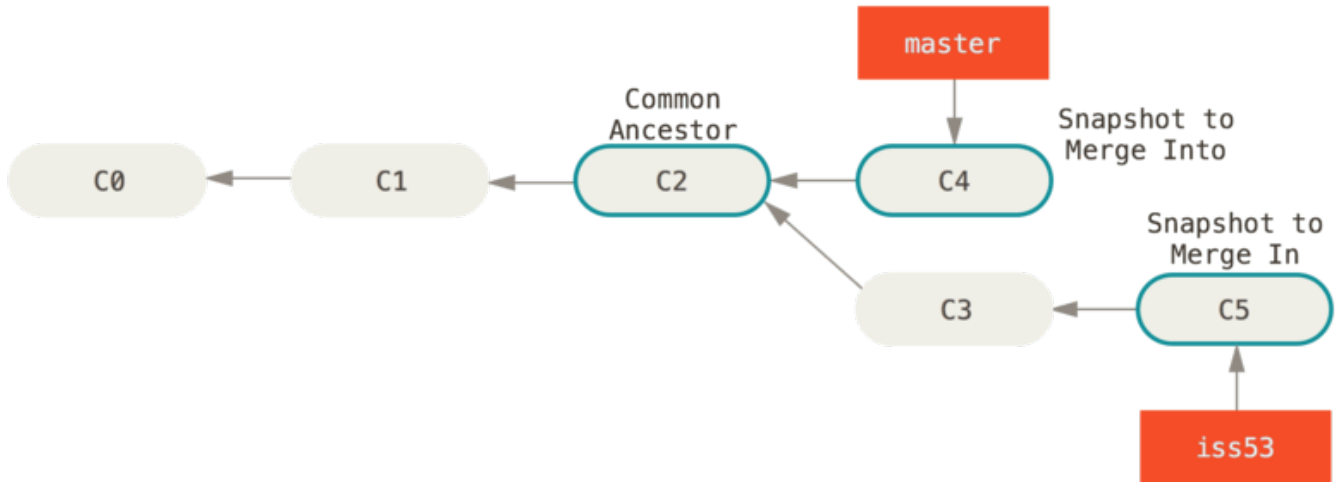 master
Common
Ancestor
Snapshot to
Merge Into
C0
C1
C2
C4
Snapshot to
Merge In
C3
C5
iss53